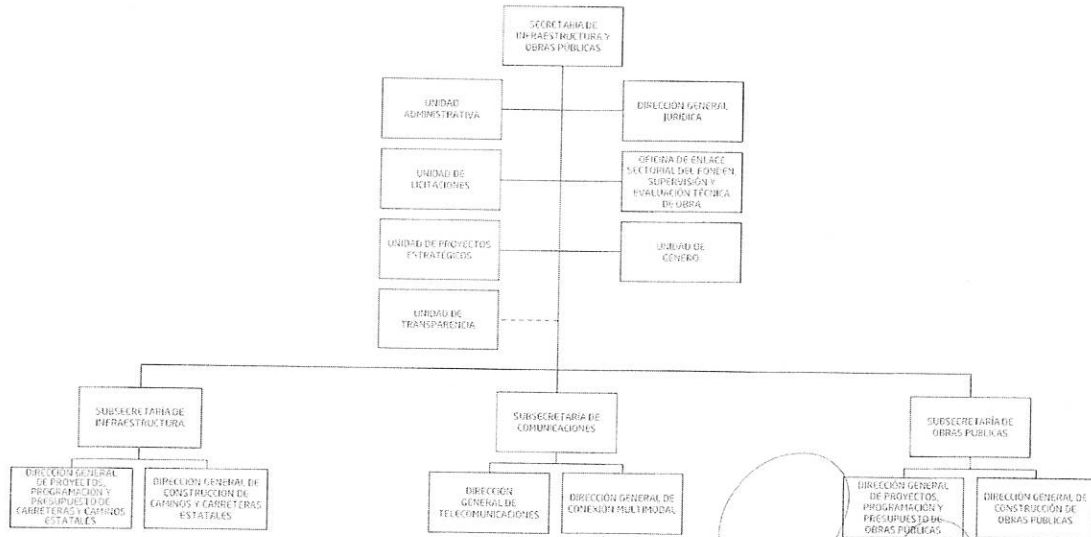 SECRETARÍA DE
INFRAESTRUCTURA Y
OBRAS PÚBLICAS
UNIDAD
ADMINISTRATIVA
DIRECCIÓN GENERAL
JURÍDICA
UNIDAD DE
LICITACIONES
OFICINA DE ENLACE
SECTORIAL DEL FONDEN,
SUPERVISIÓN Y
EVALUACIÓN TÉCNICA
DE OBRA
UNIDAD DE PROYECTOS
ESTRATÉGICOS
UNIDAD DE
GÉNERO
UNIDAD DE
TRANSPARENCIA
SUBSECRETARÍA DE
INFRAESTRUCTURA
SUBSECRETARÍA DE
COMUNICACIONES
SUBSECRETARÍA DE
OBRAS PÚBLICAS
DIRECCIÓN GENERAL
DE PROYECTOS,
PROGRAMACIÓN Y
PRESUPUESTO DE
CARRETERAS Y CAMINOS
ESTATALES
DIRECCIÓN GENERAL DE
CONSTRUCCIÓN DE
CAMINOS Y CARRETERAS
ESTATALES
DIRECCIÓN
GENERAL DE
TELECOMUNICACIONES
DIRECCIÓN GENERAL DE
CONEXIÓN MULTIMODAL
DIRECCIÓN GENERAL
DE PROYECTOS,
PROGRAMACIÓN Y
PRESUPUESTO DE
OBRAS PÚBLICAS
DIRECCIÓN GENERAL DE
CONSTRUCCIÓN DE
OBRAS PÚBLICAS